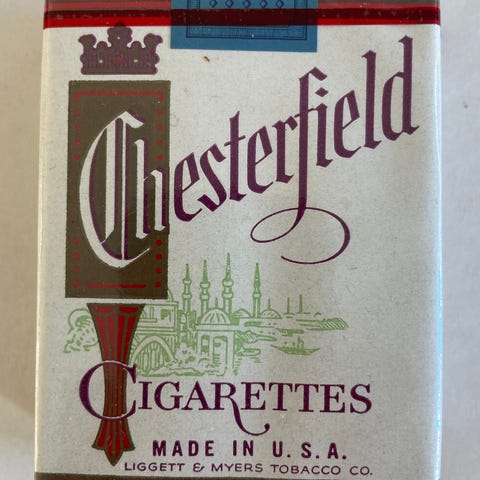 Chesterfield
CIGARETTES
MADE IN U.S.A.
LIGGETT & MYERS TOBACCO CO.